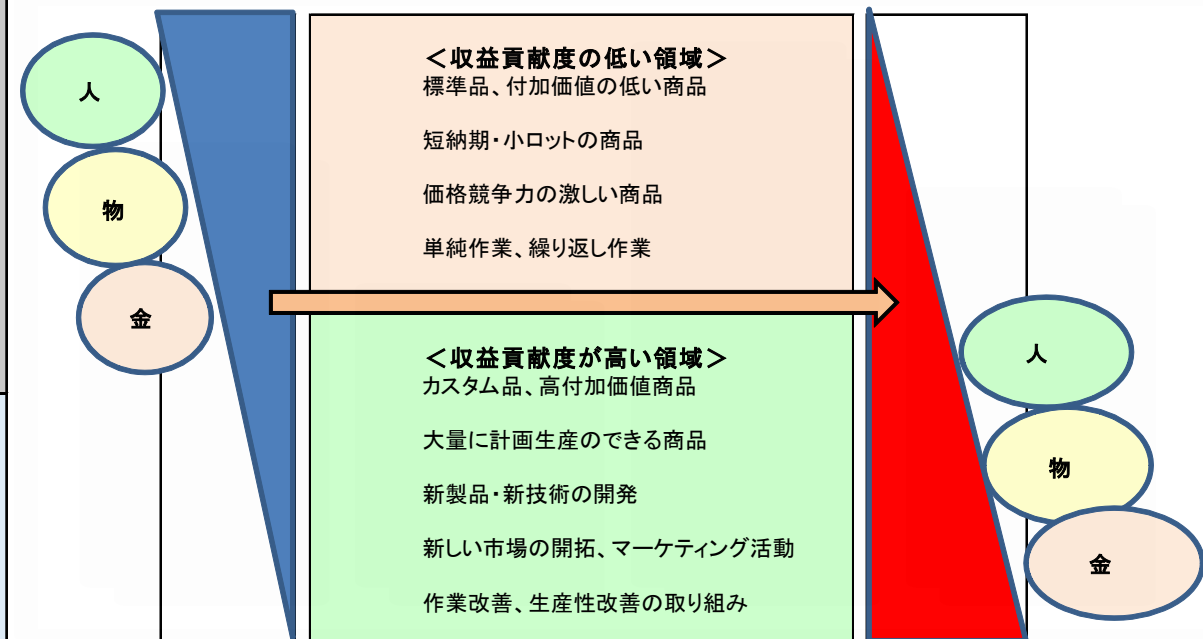 人
物
金
＜収益貢献度の低い領域＞
標準品、付加価値の低い商品
短納期・小ロットの商品
価格競争力の激しい商品
単純作業、繰り返し作業
＜収益貢献度が高い領域＞
カスタム品、高付加価値商品
大量に計画生産のできる商品
新製品・新技術の開発
新しい市場の開拓、マーケティング活動
作業改善、生産性改善の取り組み
人
物
金